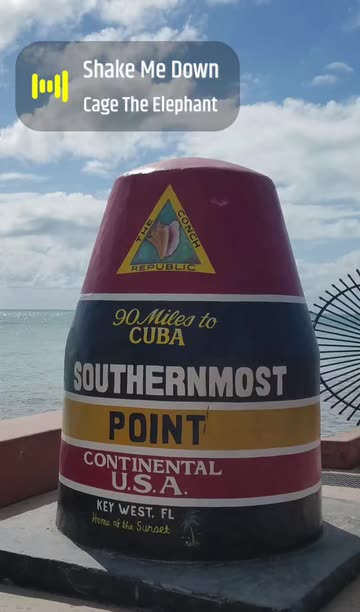 Shake Me Down
Cage The Elephant
THE CONCH
REPUBLIC
90 Miles to
CUBA
SOUTHERNMOST
POINT
CONTINENTAL
U.S.A.
KEY WEST, FL
Home of the Sunset